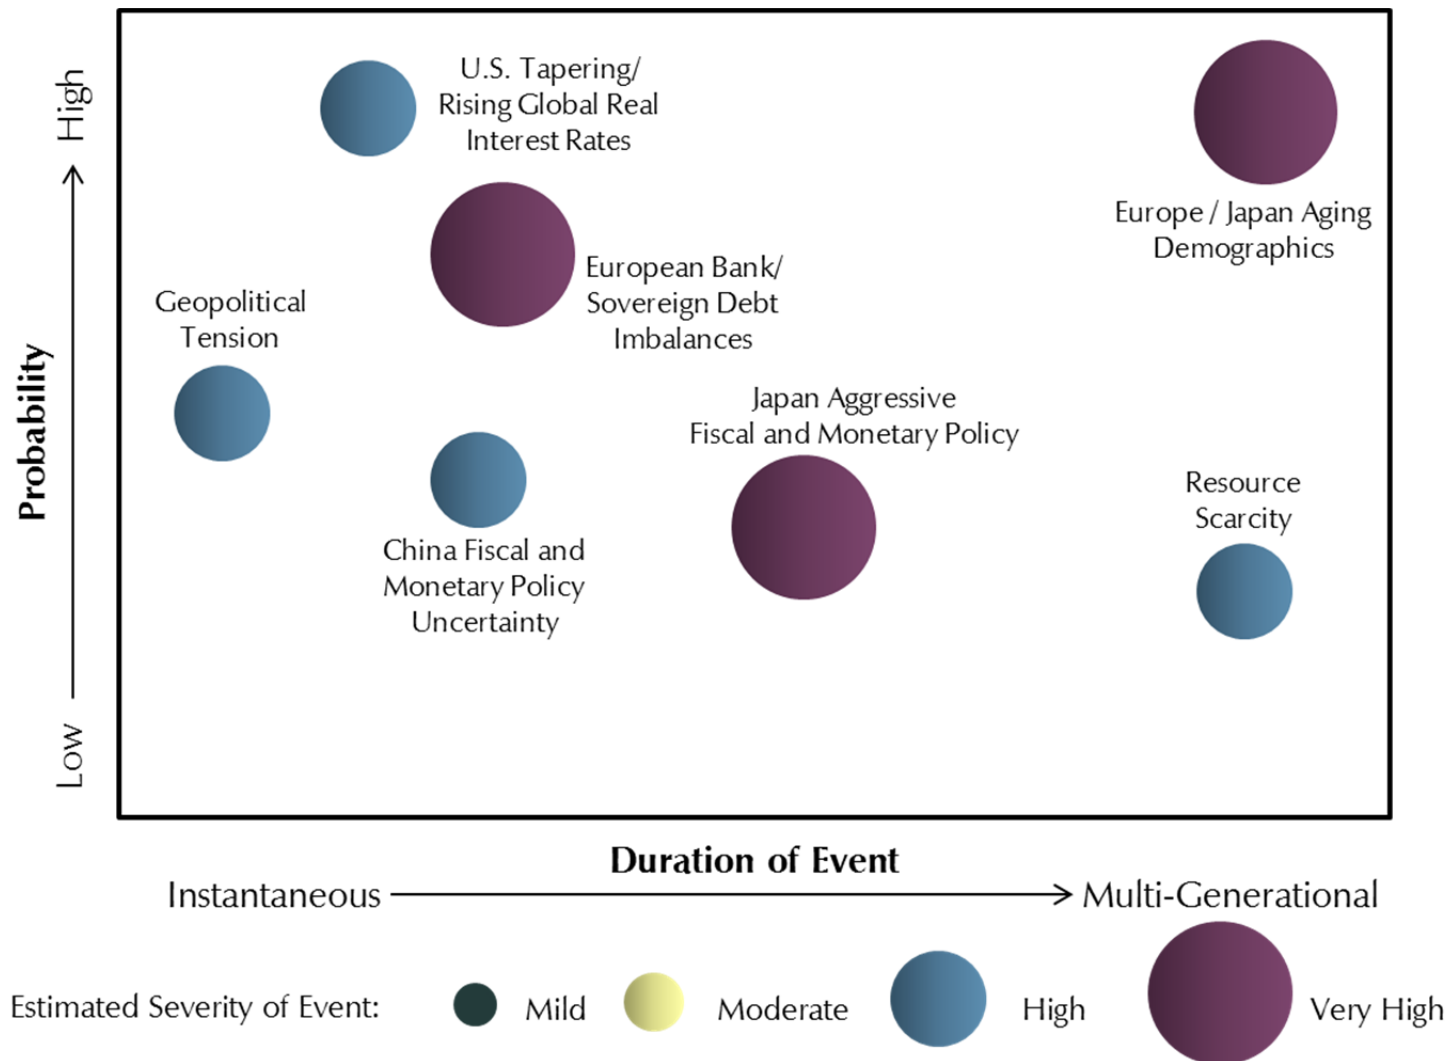 High
Probability
Low
U.S. Tapering/
Rising Global Real
Interest Rates
Europe / Japan Aging
Demographics
European Bank/
Sovereign Debt
Imbalances
Geopolitical
Tension
Japan Aggressive
Fiscal and Monetary Policy
China Fiscal and
Monetary Policy
Uncertainty
Resource
Scarcity
Duration of Event
Instantaneous
Multi-Generational
Estimated Severity of Event:
Mild
Moderate
High
Very High